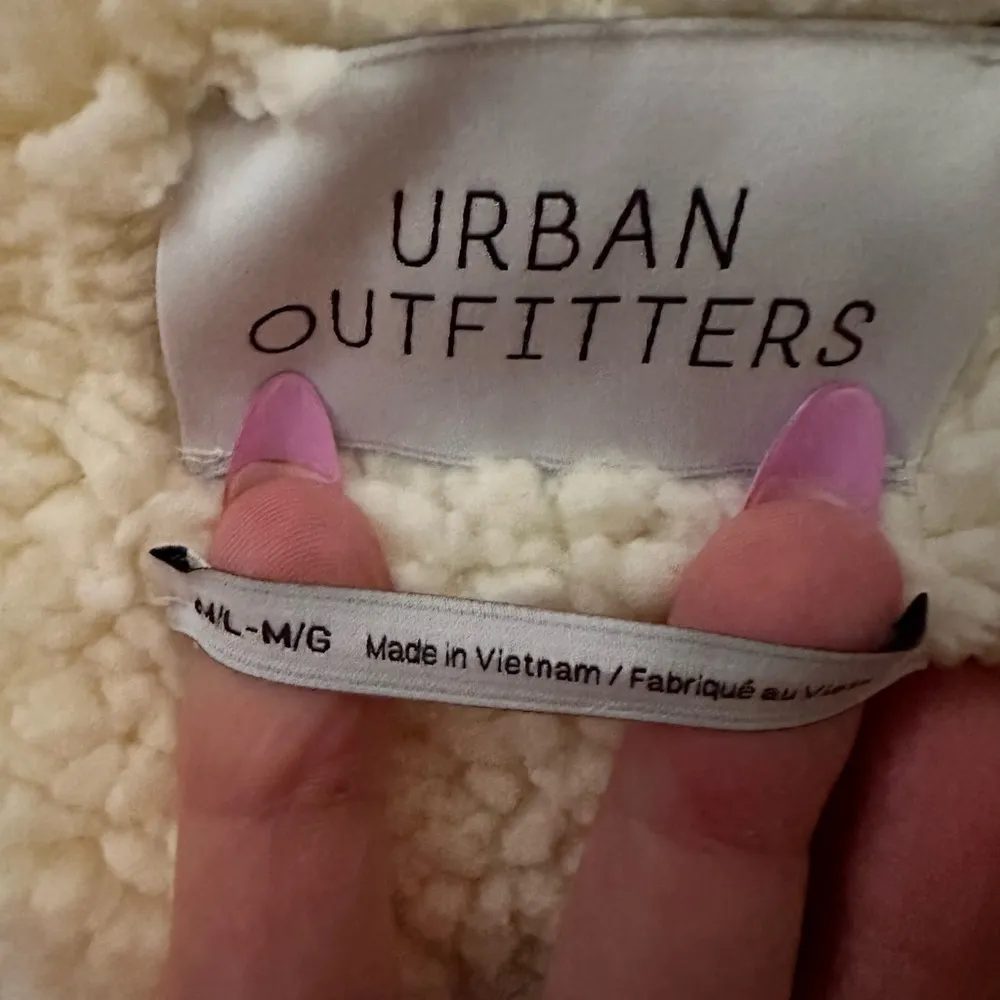 URBAN
OUTFITTERS
M/L-M/G Made in Vietnam / Fabriqué au